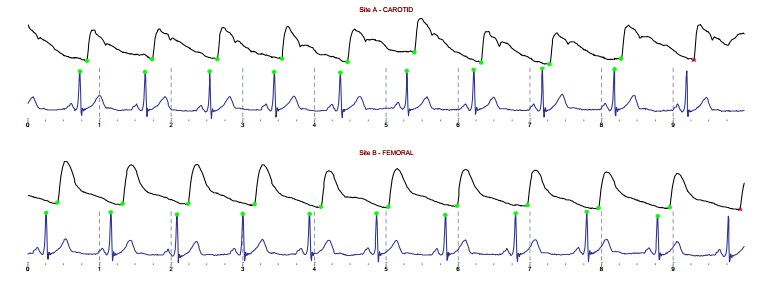 Site A - CAROTID
0 1 2 3 4 5 6 7 8 9
Site B - FEMORAL
0 1 2 3 4 5 6 7 8 9